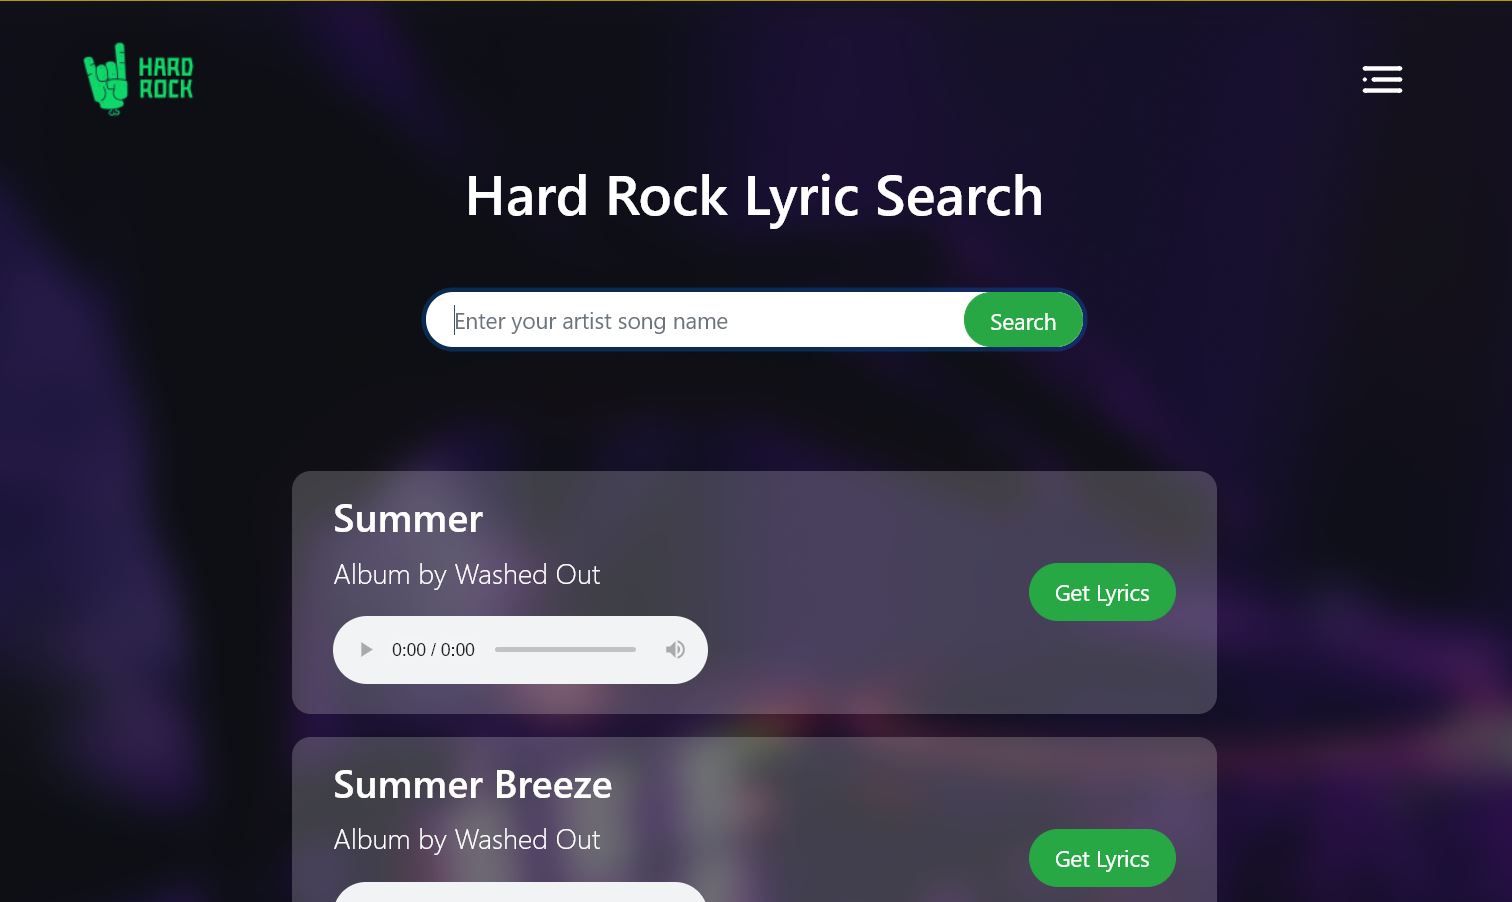 HARD
ROCK
Hard Rock Lyric Search
Enter your artist song name
Search
Summer
Album by Washed Out
Get Lyrics
0:00 / 0:00
Summer Breeze
Album by Washed Out
Get Lyrics